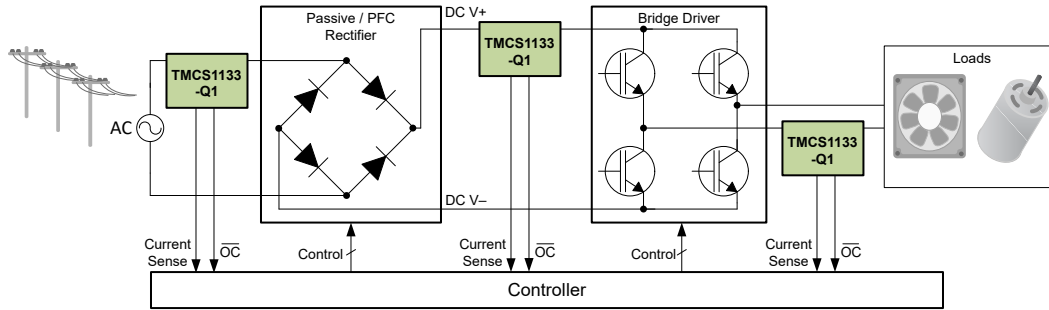 Passive / PFC
Rectifier
DC V+
Bridge Driver
TMCS1133
-Q1
TMCS1133
-Q1
Loads
AC
TMCS1133
-Q1
DC V–
Current
Sense
OC
Control
Current
Sense
OC
Control
Current
Sense
OC
Controller